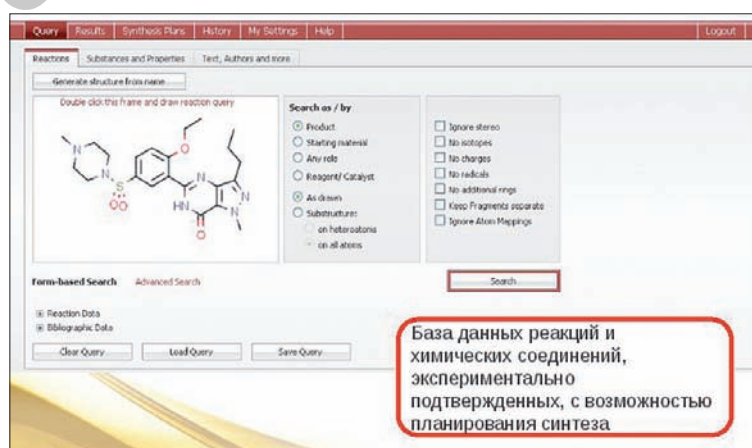 Query Results Synthesis Plans History My Settings Help Logout
Reactions Substances and Properties Text, Authors and more
Generate structure from name
Double click this frame and draw reaction query
Search as / by
Product
Starting material
Any role
Reagent/ Catalyst
As drawn
Substructure:
on heteroatoms
on all atoms
Ignore stereo
No isotopes
No charges
No radicals
No additional rings
Keep Fragments separate
Ignore Atom Mappings
N
N
S
O O
O
N
HN
N
N
O
Form-based Search Advanced Search
Search
Reaction Data
Bibliographic Data
Clear Query Load Query Save Query
База данных реакций и
химических соединений,
экспериментально
подтвержденных, с возможностью
планирования синтеза